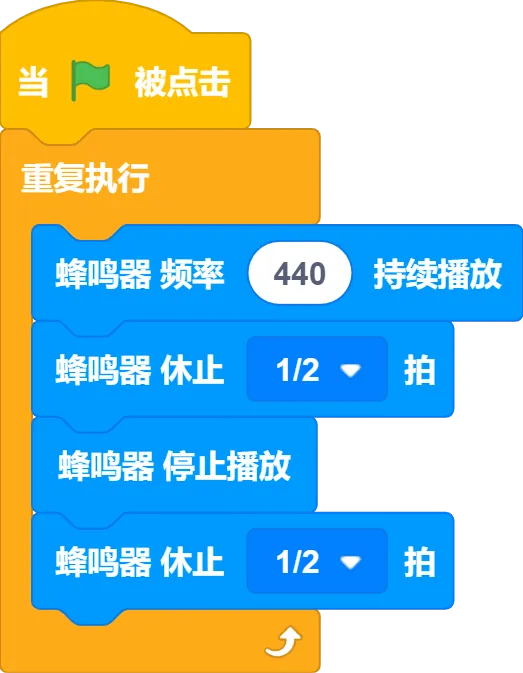 当 被点击
重复执行
蜂鸣器 频率 440 持续播放
蜂鸣器 休止 1/2 拍
蜂鸣器 停止播放
蜂鸣器 休止 1/2 拍